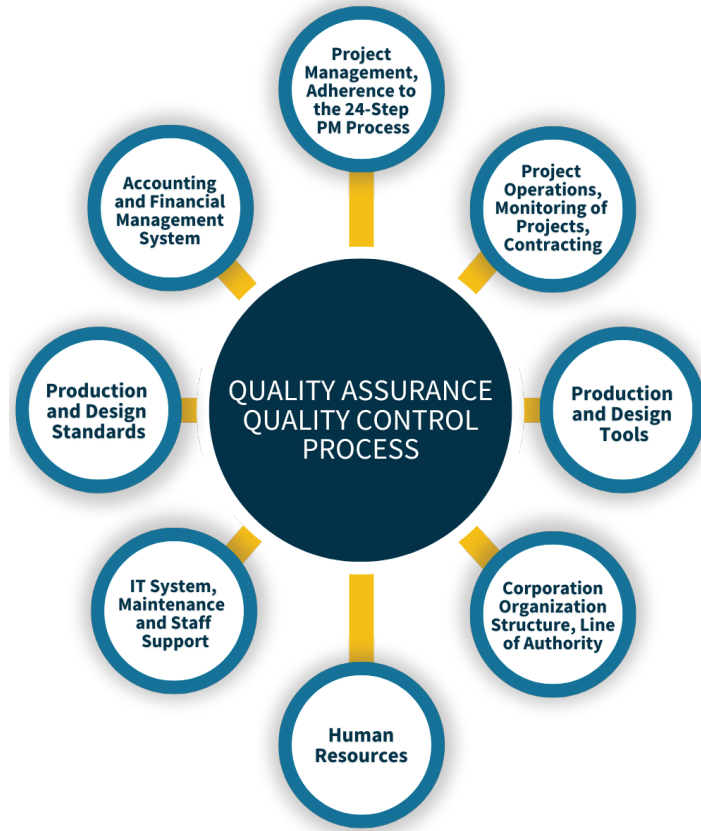 Project
Management,
Adherence to
the 24-Step
PM Process
Project
Operations,
Monitoring of
Projects,
Contracting
Accounting
and Financial
Management
System
QUALITY ASSURANCE
QUALITY CONTROL
PROCESS
Production
and Design
Standards
Production
and Design
Tools
IT System,
Maintenance
and Staff
Support
Corporation
Organization
Structure, Line
of Authority
Human
Resources